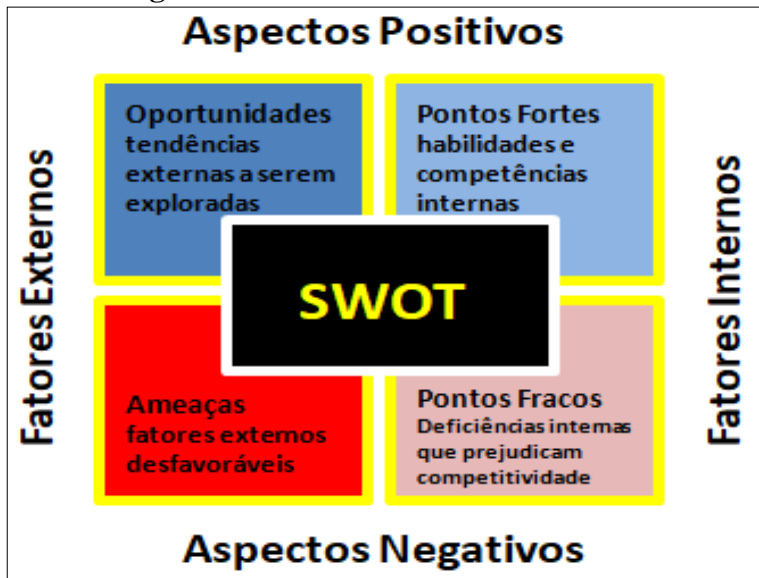 Aspectos Positivos
Fatores Externos
Oportunidades
tendências
externas a serem
exploradas
Pontos Fortes
habilidades e
competências
internas
Fatores Internos
SWOT
Ameaças
fatores externos
desfavoráveis
Pontos Fracos
Deficiências internas
que prejudicam
competitividade
Aspectos Negativos